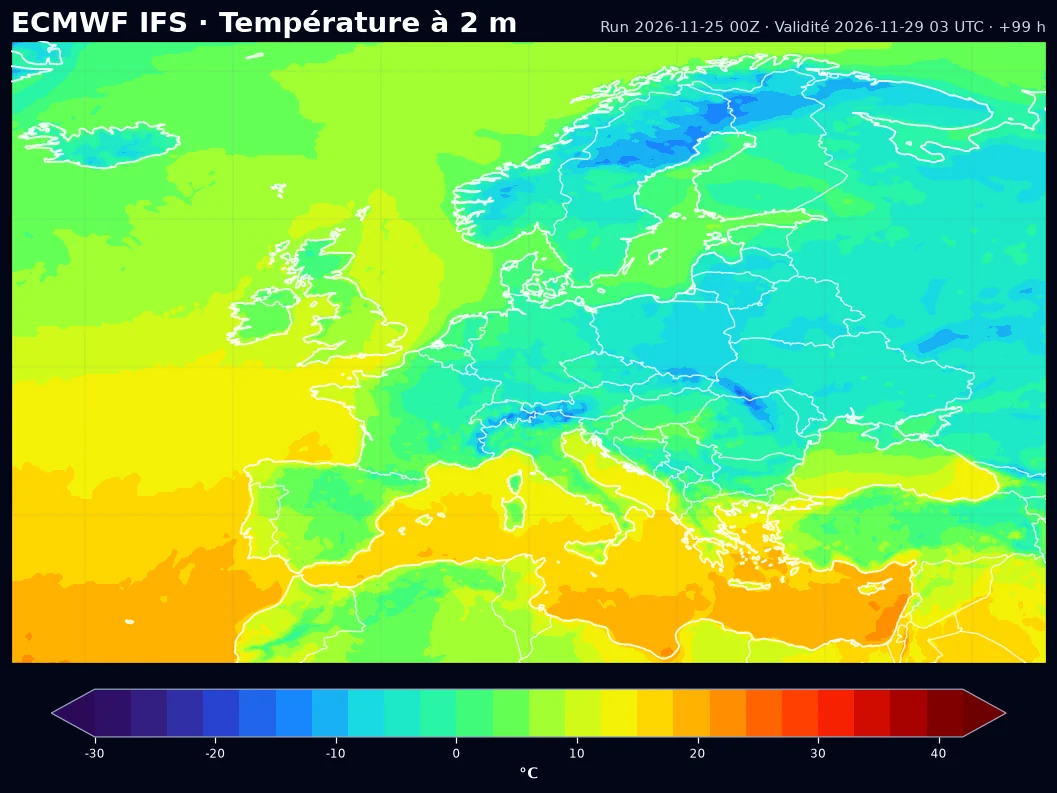 ECMWF IFS · Température à 2 m
Run 2026-11-25 00Z · Validité 2026-11-29 03 UTC · +99 h
-30 -20 -10 0 10 20 30 40
°C